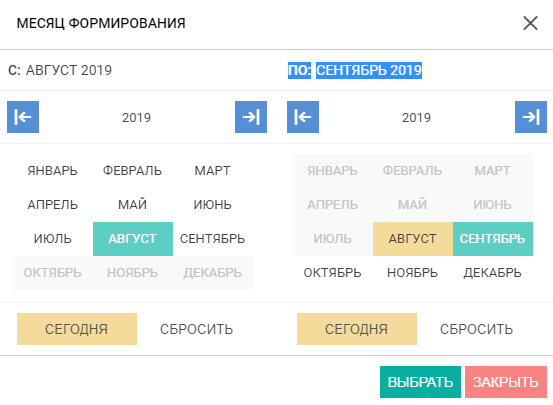 МЕСЯЦ ФОРМИРОВАНИЯ
С: АВГУСТ 2019 ПО: СЕНТЯБРЬ 2019
2019 2019
ЯНВАРЬ ФЕВРАЛЬ МАРТ ЯНВАРЬ ФЕВРАЛЬ МАРТ
АПРЕЛЬ МАЙ ИЮНЬ АПРЕЛЬ МАЙ ИЮНЬ
ИЮЛЬ АВГУСТ СЕНТЯБРЬ ИЮЛЬ АВГУСТ СЕНТЯБРЬ
ОКТЯБРЬ НОЯБРЬ ДЕКАБРЬ ОКТЯБРЬ НОЯБРЬ ДЕКАБРЬ
СЕГОДНЯ СБРОСИТЬ СЕГОДНЯ СБРОСИТЬ
ВЫБРАТЬ ЗАКРЫТЬ